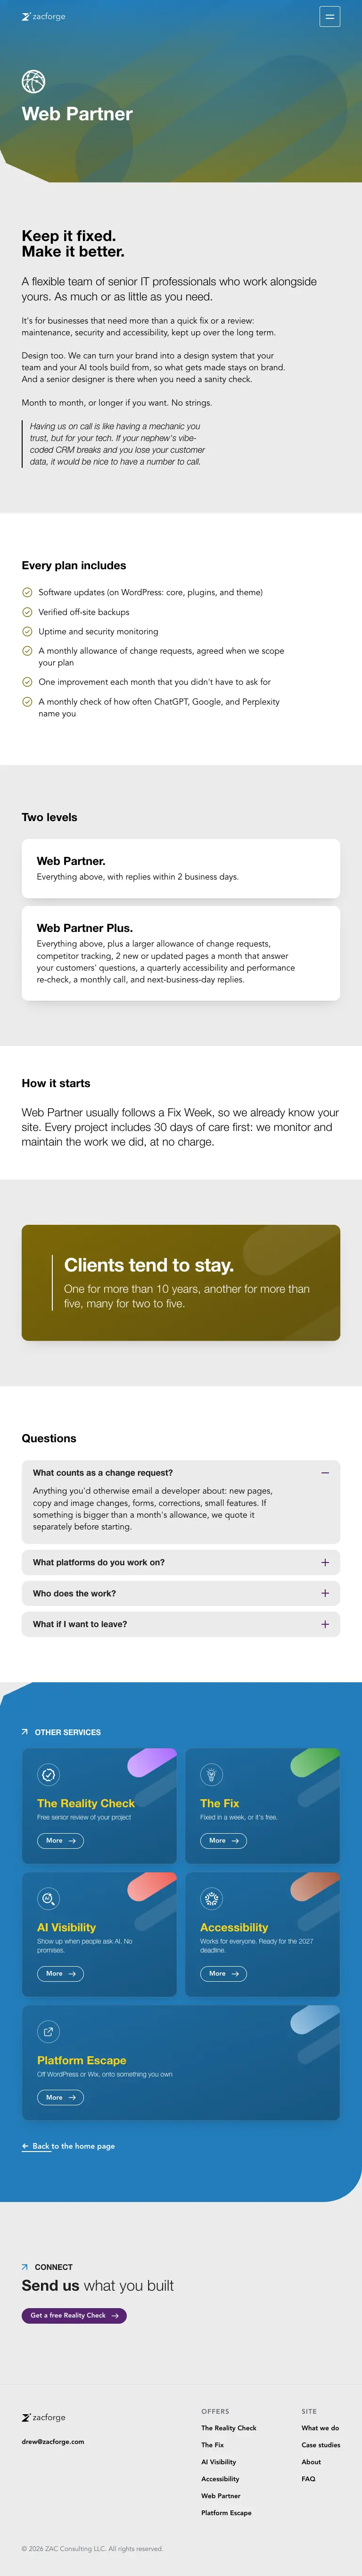 zacforge
Web Partner
Keep it fixed.
Make it better.
A flexible team of senior IT professionals who work alongside
yours. As much or as little as you need.
It's for businesses that need more than a quick fix or a review:
maintenance, security and accessibility, kept up over the long term.
Design too. We can turn your brand into a design system that your
team and your AI tools build from, so what gets made stays on brand.
And a senior designer is there when you need a sanity check.
Month to month, or longer if you want. No strings.
Having us on call is like having a mechanic you
trust, but for your tech. If your nephew's vibe-
coded CRM breaks and you lose your customer
data, it would be nice to have a number to call.
Every plan includes
Software updates (on WordPress: core, plugins, and theme)
Verified off-site backups
Uptime and security monitoring
A monthly allowance of change requests, agreed when we scope
your plan
One improvement each month that you didn't have to ask for
A monthly check of how often ChatGPT, Google, and Perplexity
name you
Two levels
Web Partner.
Everything above, with replies within 2 business days.
Web Partner Plus.
Everything above, plus a larger allowance of change requests,
competitor tracking, 2 new or updated pages a month that answer
your customers' questions, a quarterly accessibility and performance
re-check, a monthly call, and next-business-day replies.
How it starts
Web Partner usually follows a Fix Week, so we already know your
site. Every project includes 30 days of care first: we monitor and
maintain the work we did, at no charge.
Clients tend to stay.
One for more than 10 years, another for more than
five, many for two to five.
Questions
What counts as a change request?
Anything you'd otherwise email a developer about: new pages,
copy and image changes, forms, corrections, small features. If
something is bigger than a month's allowance, we quote it
separately before starting.
What platforms do you work on?
Who does the work?
What if I want to leave?
OTHER SERVICES
The Reality Check
Free senior review of your project
More
The Fix
Fixed in a week, or it's free.
More
AI Visibility
Show up when people ask AI. No
promises.
More
Accessibility
Works for everyone. Ready for the 2027
deadline.
More
Platform Escape
Off WordPress or Wix, onto something you own
More
Back to the home page
CONNECT
Send us what you built
Get a free Reality Check
zacforge
drew@zacforge.com
OFFERS
The Reality Check
The Fix
AI Visibility
Accessibility
Web Partner
Platform Escape
SITE
What we do
Case studies
About
FAQ
© 2026 ZAC Consulting LLC. All rights reserved.